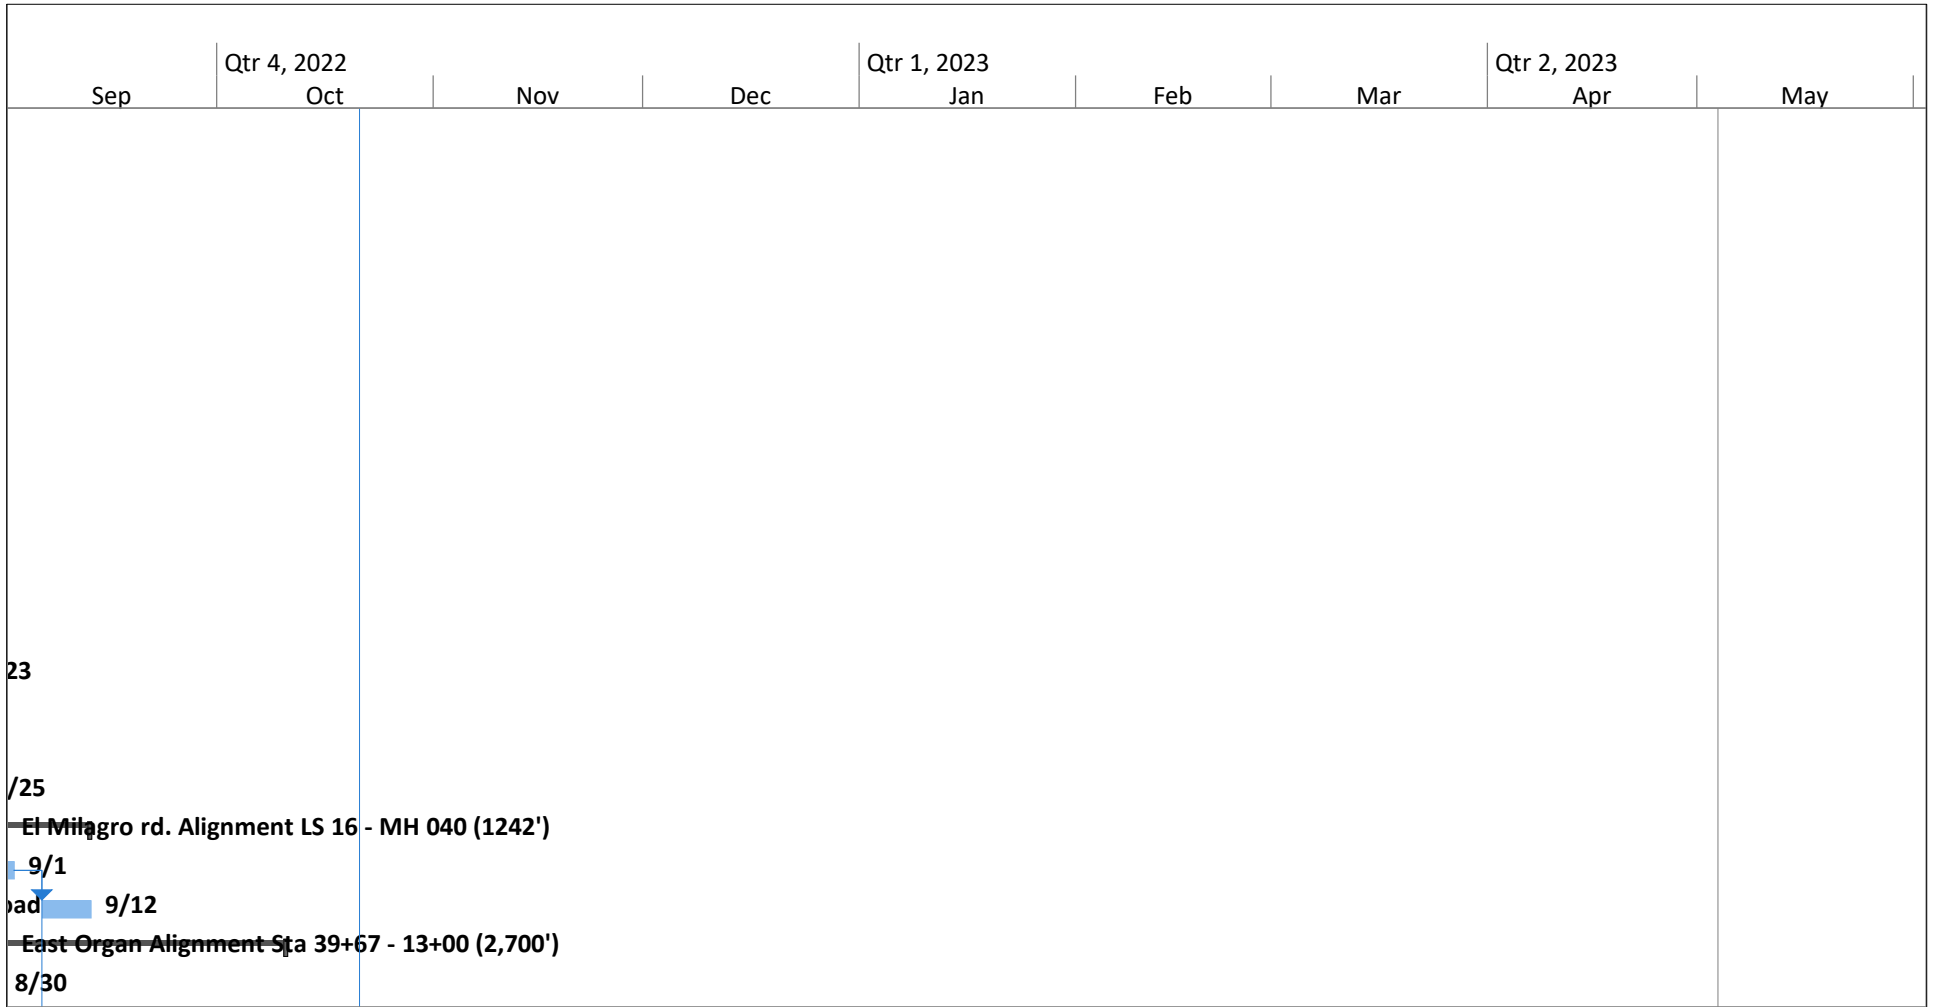 Qtr 4, 2022 Qtr 1, 2023 Qtr 2, 2023
Sep Oct Nov Dec Jan Feb Mar Apr May
23
/25
El Milagro rd. Alignment LS 16 - MH 040 (1242')
9/1
oad 9/12
East Organ Alignment Sta 39+67 - 13+00 (2,700')
8/30